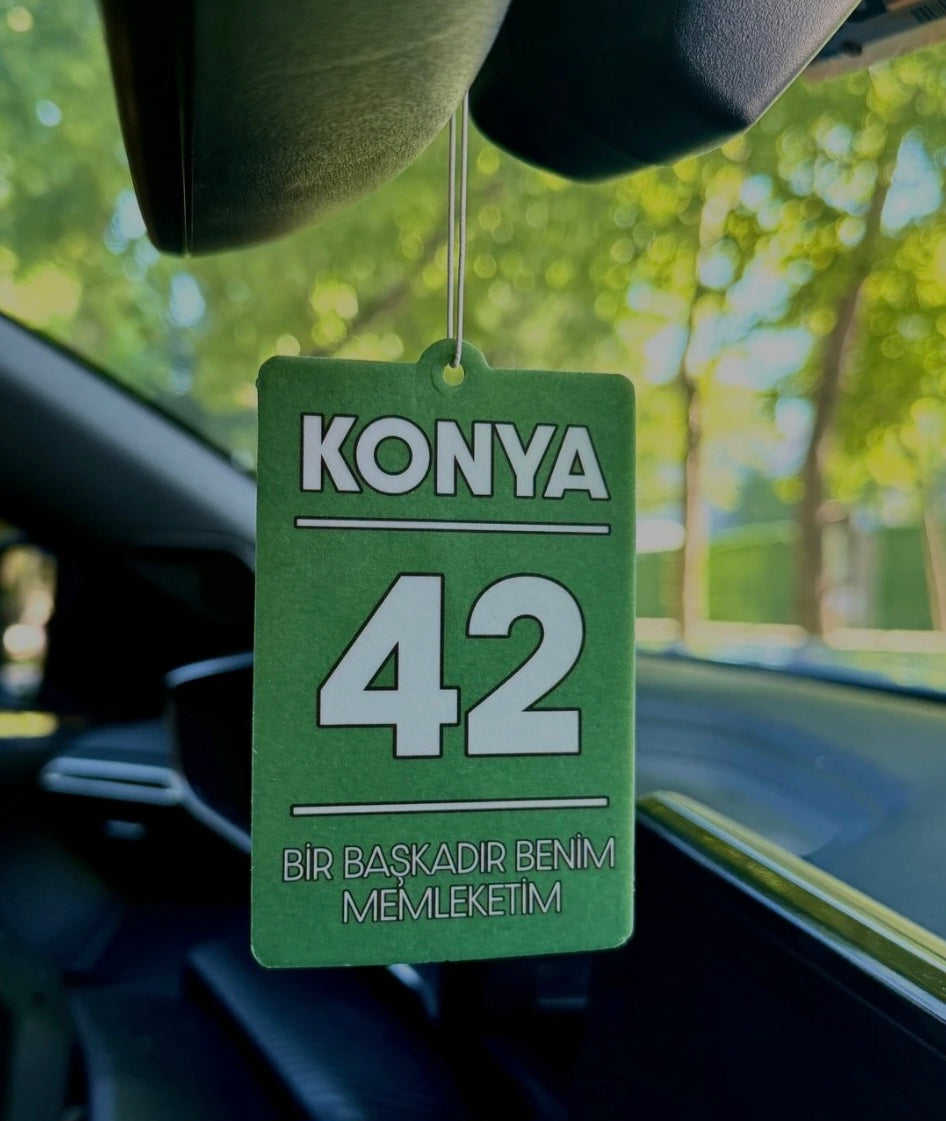 KONYA
42
BİR BAŞKADIR BENİM
MEMLEKETİM